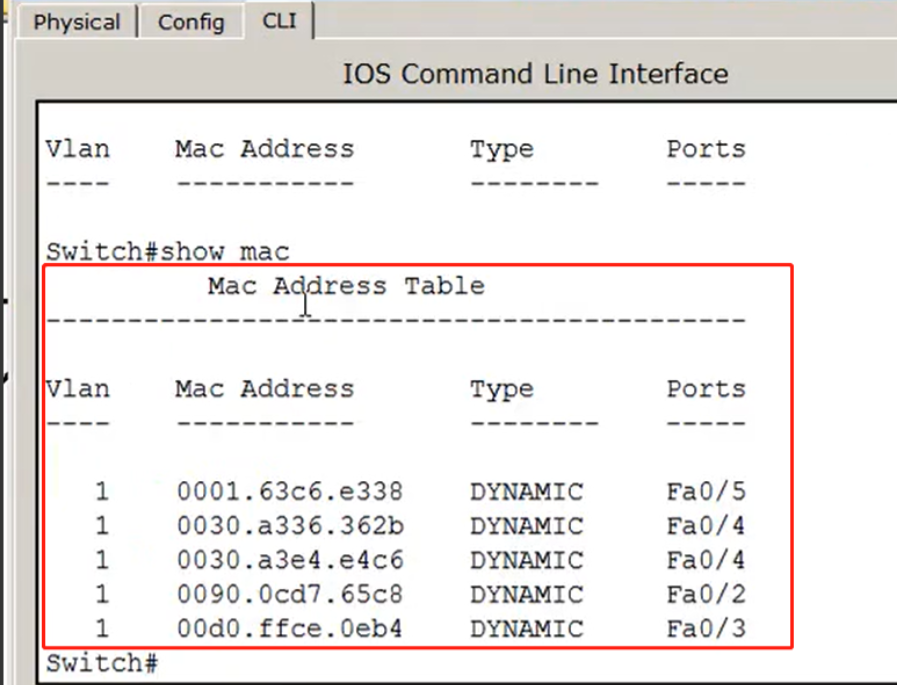 Physical Config CLI
IOS Command Line Interface
Vlan Mac Address Type Ports
---- ----------- -------- -----
Switch#show mac
Mac Address Table
-------------------------------------------
Vlan Mac Address Type Ports
---- ----------- -------- -----
1 0001.63c6.e338 DYNAMIC Fa0/5
1 0030.a336.362b DYNAMIC Fa0/4
1 0030.a3e4.e4c6 DYNAMIC Fa0/4
1 0090.0cd7.65c8 DYNAMIC Fa0/2
1 00d0.ffce.0eb4 DYNAMIC Fa0/3
Switch#